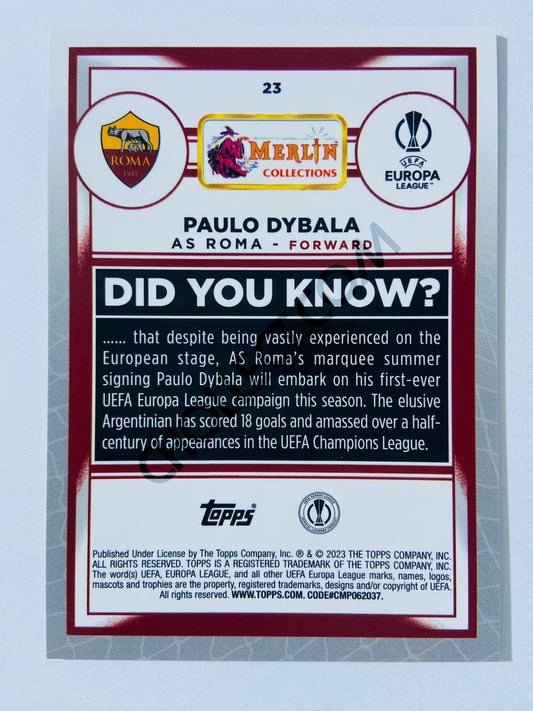 23
ROMA
1927
MERLIN
COLLECTIONS
UEFA
EUROPA
LEAGUE™
PAULO DYBALA
AS ROMA - FORWARD
DID YOU KNOW?
...... that despite being vastly experienced on the
European stage, AS Roma's marquee summer
signing Paulo Dybala will embark on his first-ever
UEFA Europa League campaign this season. The elusive
Argentinian has scored 18 goals and amassed over a half-
century of appearances in the UEFA Champions League.
topps
Published Under License by The Topps Company, Inc. ® & © 2023 THE TOPPS COMPANY, INC.
ALL RIGHTS RESERVED. TOPPS IS A REGISTERED TRADEMARK OF THE TOPPS COMPANY, INC.
The word(s) UEFA, EUROPA LEAGUE, and all other UEFA Europa League marks, names, logos,
mascots and trophies are the property, registered trademarks, designs and/or copyright of UEFA.
All rights reserved. WWW.TOPPS.COM. CODE#CMP062037.